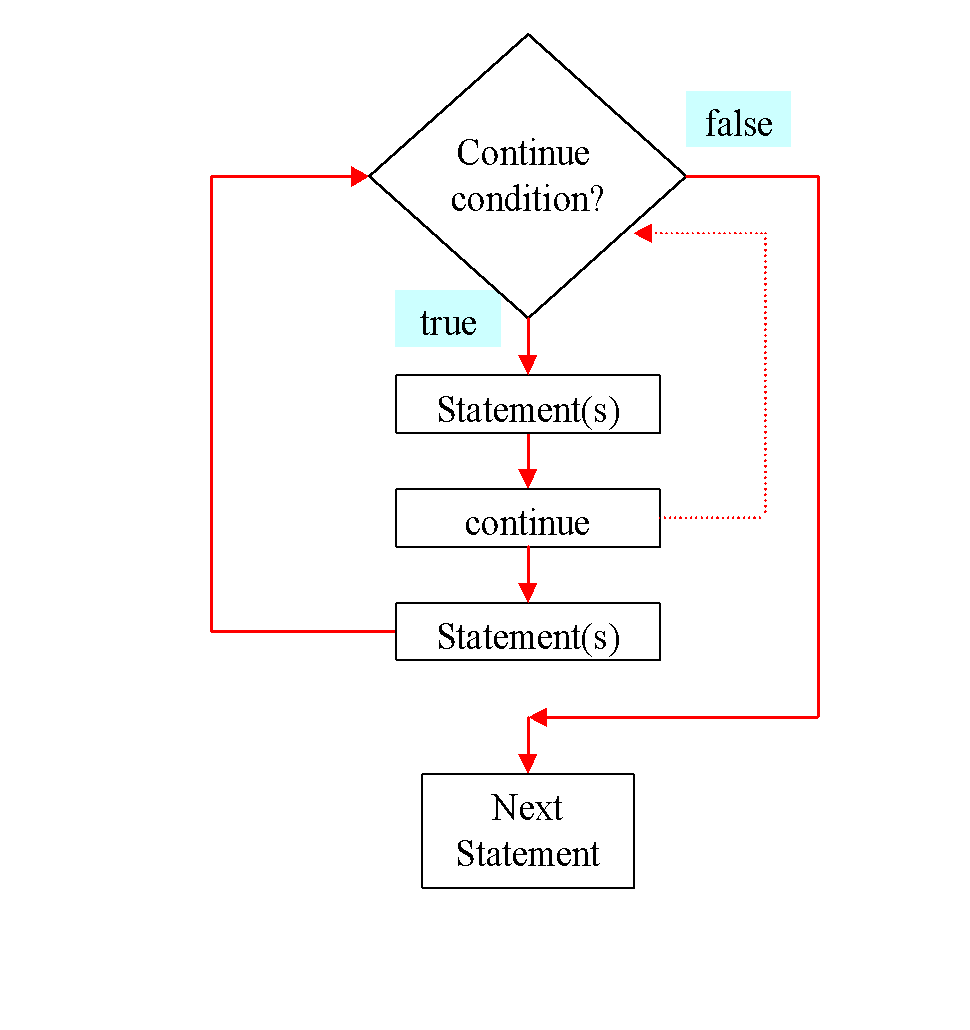 Continue
condition?
false
true
Statement(s)
continue
Statement(s)
Next
Statement